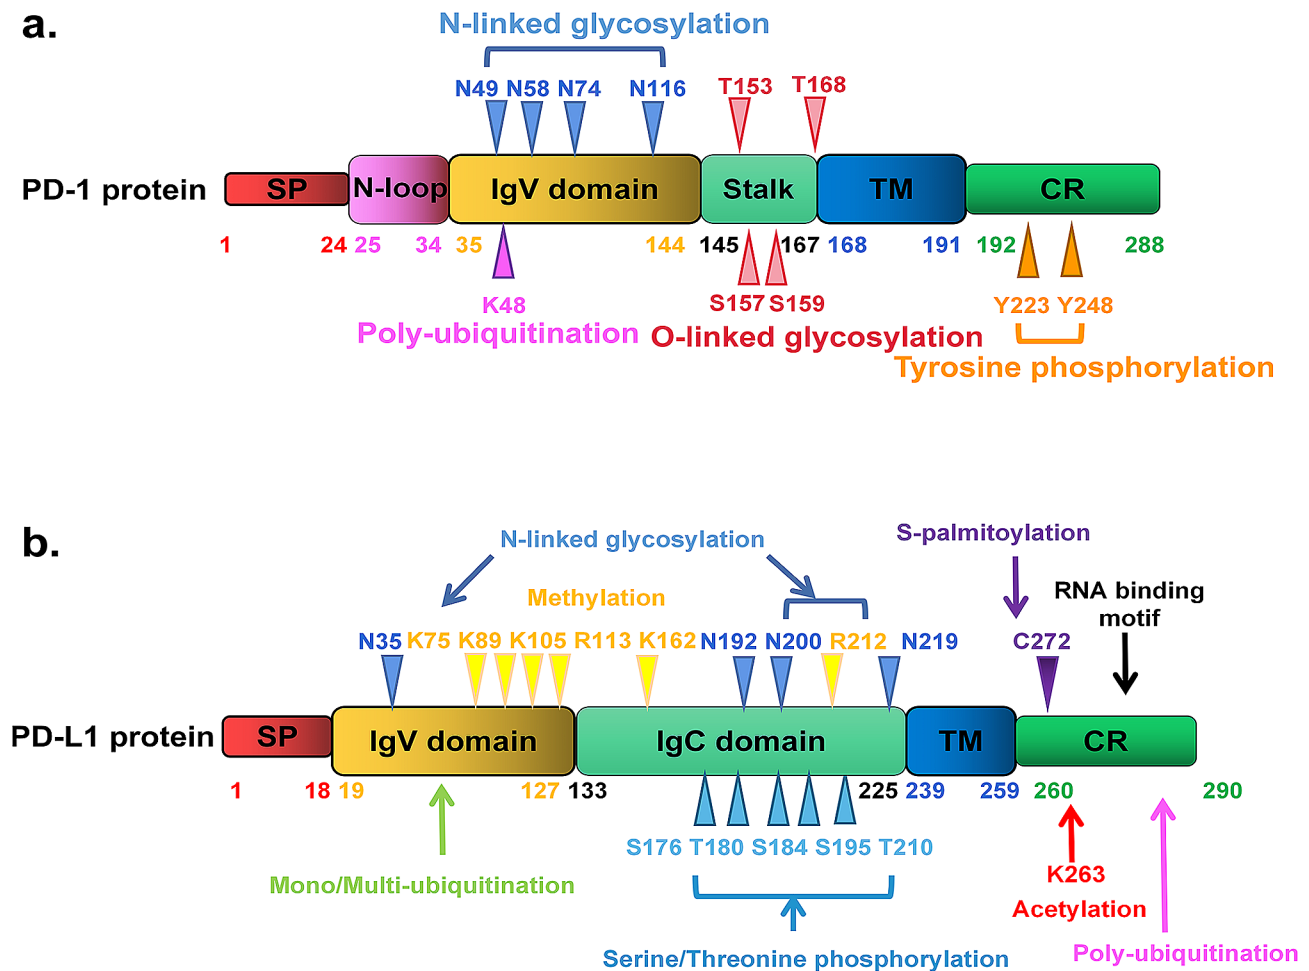 a.
N-linked glycosylation
N49 N58 N74 N116 T153 T168
PD-1 protein SP N-loop IgV domain Stalk TM CR
1 24 25 34 35 144 145 167 168 191 192 288
K48 S157 S159 Y223 Y248
Poly-ubiquitination O-linked glycosylation
Tyrosine phosphorylation
b.
N-linked glycosylation S-palmitoylation
Methylation RNA binding
motif
N35 K75 K89 K105 R113 K162 N192 N200 R212 N219 C272
PD-L1 protein SP IgV domain IgC domain TM CR
1 18 19 127 133 225 239 259 260 290
S176 T180 S184 S195 T210
K263
Mono/Multi-ubiquitination Acetylation
Serine/Threonine phosphorylation Poly-ubiquitination